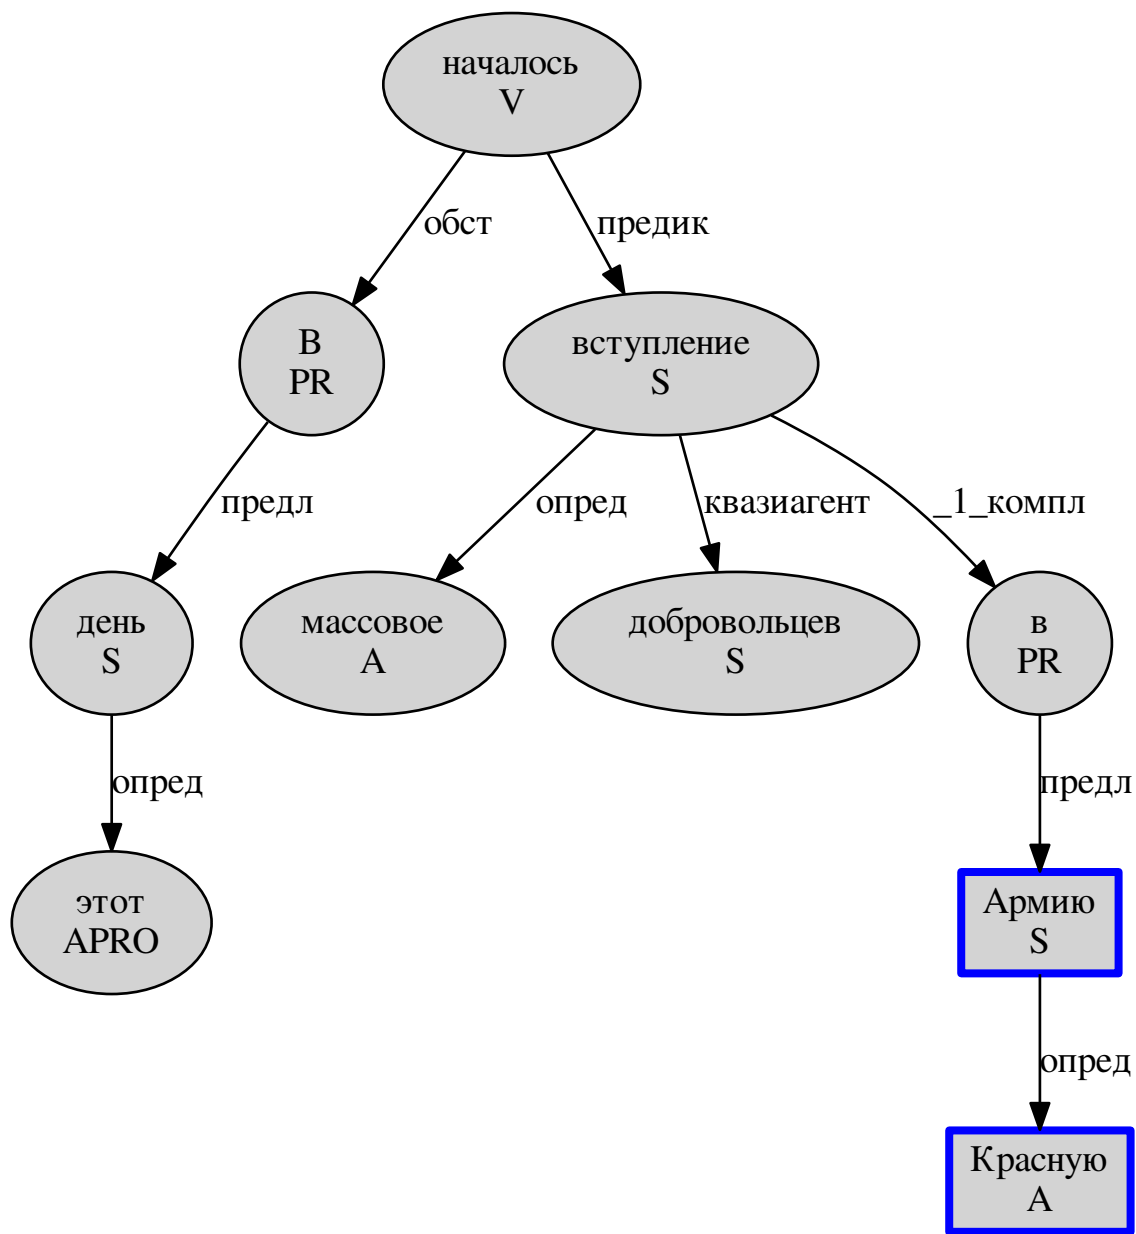 началось
V
обст
предик
В
PR
вступление
S
предл
опред
квазиагент
_1_компл
день
S
массовое
A
добровольцев
S
в
PR
опред
предл
этот
APRO
Армию
S
опред
Красную
A